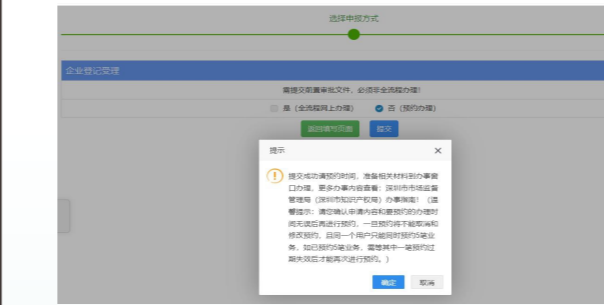 选择申报方式
企业登记受理
需提交前置审批文件，必须非全流程办理！
是（全流程网上办理） 否（预约办理）
返回填写页面 提交
提示
提交成功请预约时间，准备相关材料到办事窗
口办理，更多办事内容查看：深圳市市场监督
管理局（深圳市知识产权局）办事指南！（温
馨提示：请您确认申请内容和要预约的办理时
间无误后再进行预约，一旦预约将不能取消和
修改预约，且同一个用户只能同时预约5笔业
务，如已预约5笔业务，需等其中一笔预约过
期失效后才能再次进行预约。）
确定 取消